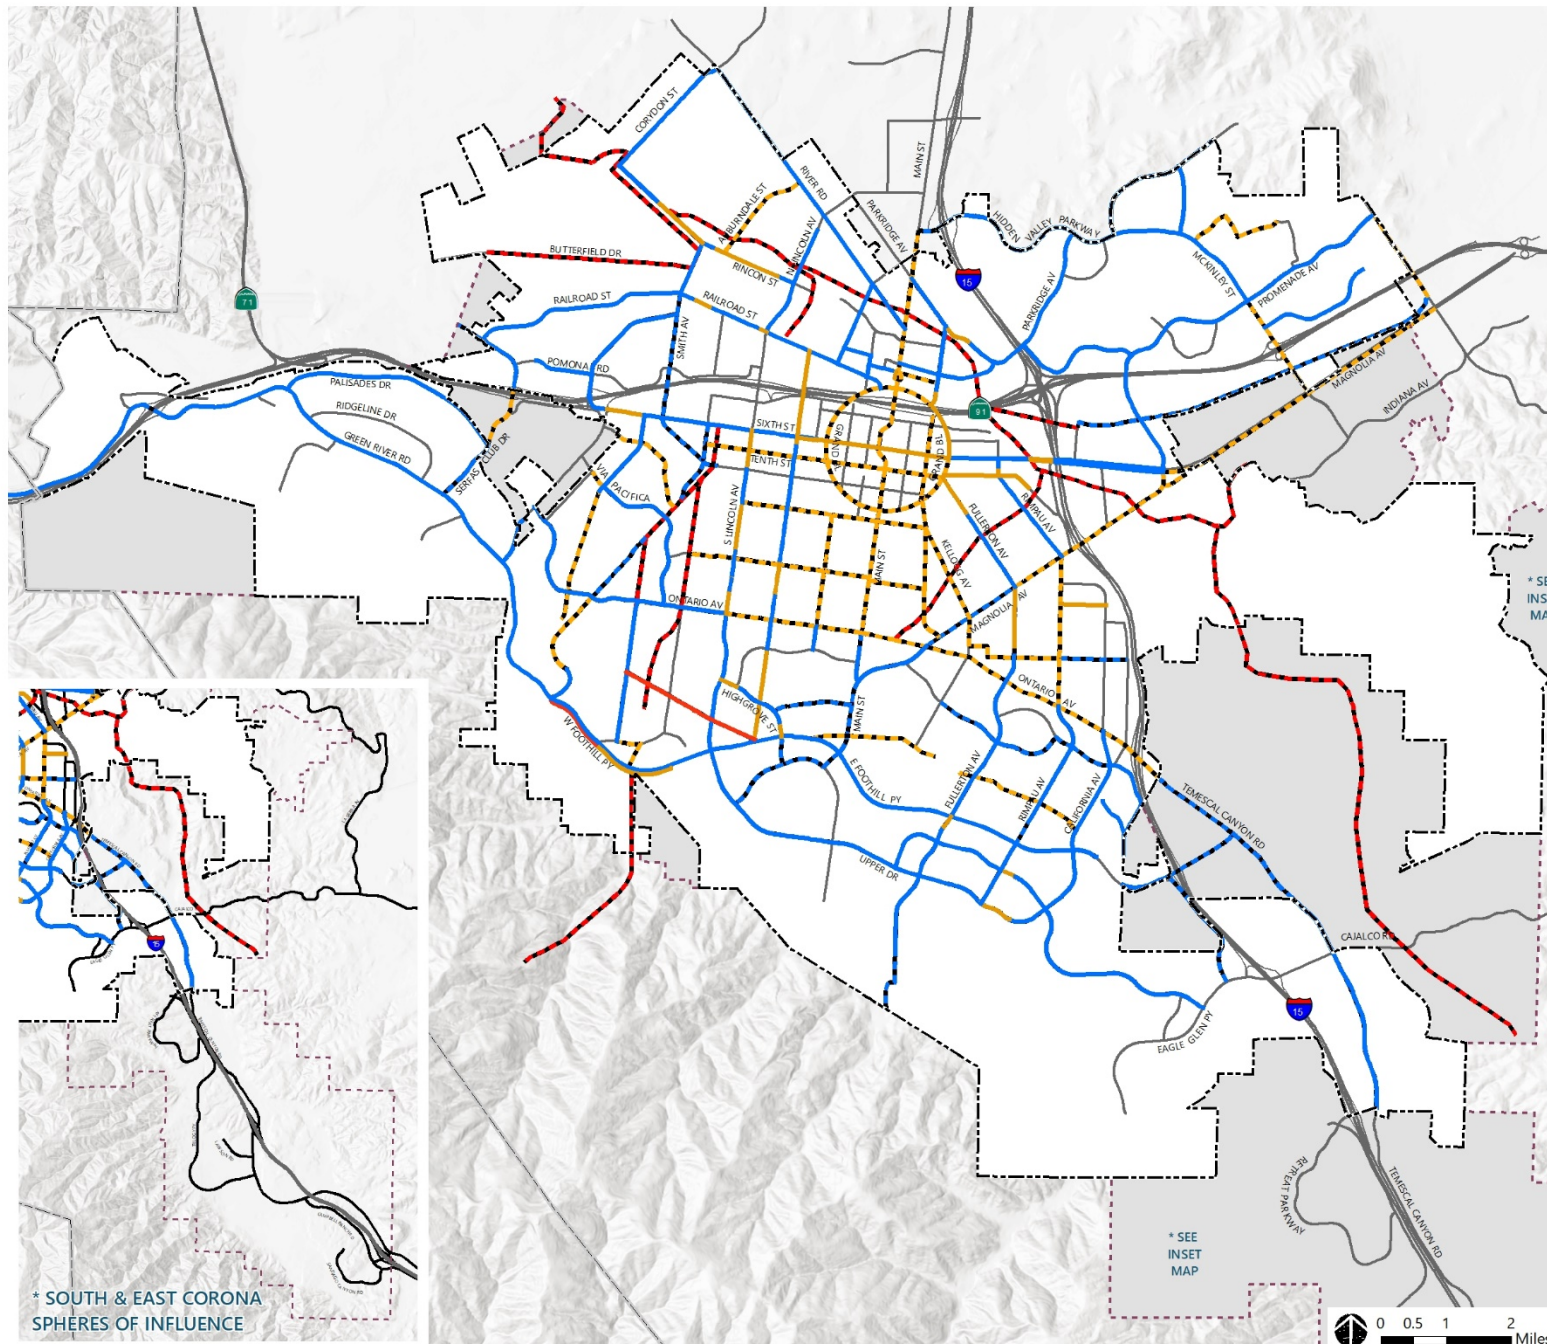 CORYDON ST
MAIN ST
RIVER RD
AUBURNDALE ST
PARKRIDGE AV
HIDDEN
VALLEY PARKWAY
N LINCOLN AV
BUTTERFIELD DR
RINCON ST
MCKINLEY ST
PROMENADE AV
15
71
RAILROAD ST
RAILROAD ST
PARKRIDGE AV
SMITH AV
POMONA RD
MAGNOLIA AV
PALISADES DR
INDIANA AV
RIDGELINE DR
91
SIXTH ST
GRAND BL
GRAND BL
GREEN RIVER RD
SERFAS CLUB DR
TENTH ST
VIA
PACIFICA
S LINCOLN AV
RIMPAU AV
FULLERTON AV
KELLOGG AV
MAIN ST
ONTARIO AV
MAGNOLIA AV
ONTARIO AV
HIGHGROVE ST
MAIN ST
W FOOTHILL PY
E FOOTHILL PY
FULLERTON AV
RIMPAU AV
CALIFORNIA AV
TEMESCAL CANYON RD
UPPER DR
CAJALCO RD
15
15
EAGLE GLEN PY
RETREAT PARKWAY
TEMESCAL CANYON RD
* SEE
INSET
MAP
* SOUTH & EAST CORONA
SPHERES OF INFLUENCE
0 0.5 1 2
Miles